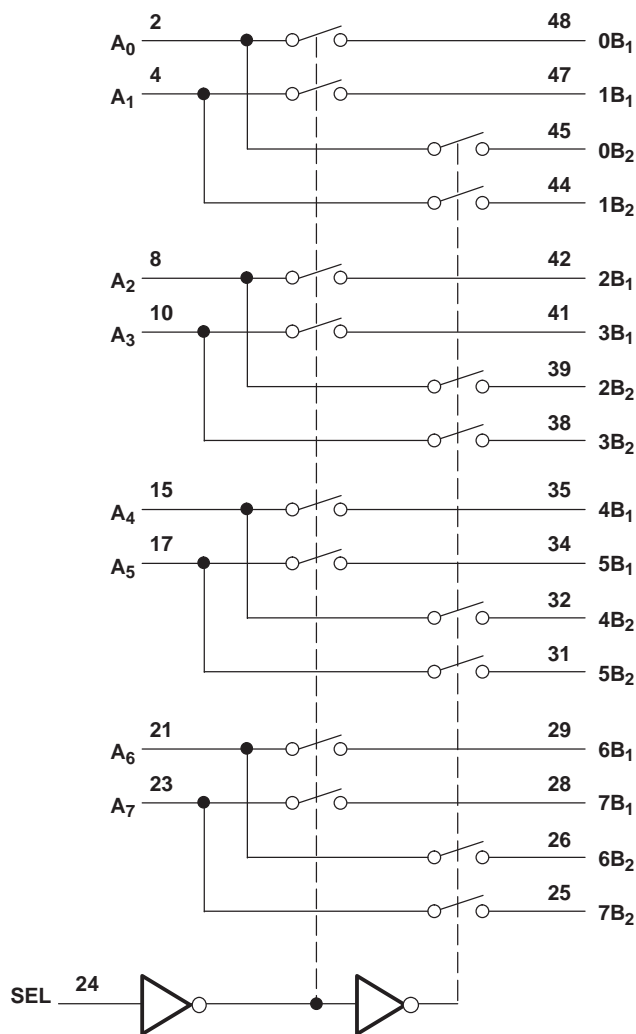 2 48
A₀ 0B₁
4 47
A₁ 1B₁
45
0B₂
44
1B₂
8 42
A₂ 2B₁
10 41
A₃ 3B₁
39
2B₂
38
3B₂
15 35
A₄ 4B₁
17 34
A₅ 5B₁
32
4B₂
31
5B₂
21 29
A₆ 6B₁
23 28
A₇ 7B₁
26
6B₂
25
7B₂
24
SEL